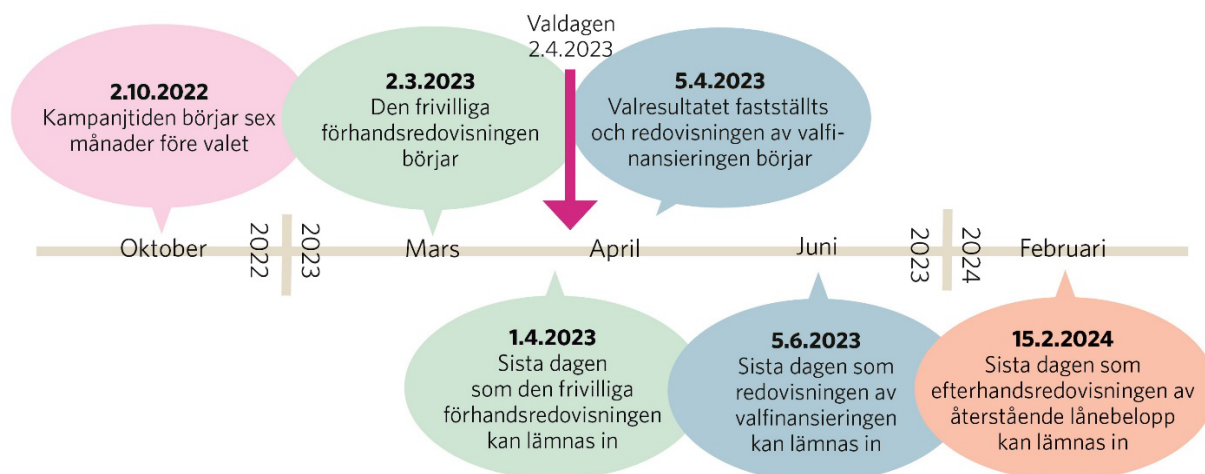 Valdagen
2.4.2023
2.10.2022
Kampanjtiden börjar sex
månader före valet
2.3.2023
Den frivilliga
förhandsredovisningen
börjar
5.4.2023
Valresultatet fastställts
och redovisningen av valfi-
nansieringen börjar
Oktober
2022
2023
Mars
April
Juni
2023
2024
Februari
1.4.2023
Sista dagen
som den frivilliga
förhandsredovisningen
kan lämnas in
5.6.2023
Sista dagen som
redovisningen av
valfinansieringen
kan lämnas in
15.2.2024
Sista dagen som
efterhandsredovisningen av
återstående lånebelopp
kan lämnas in